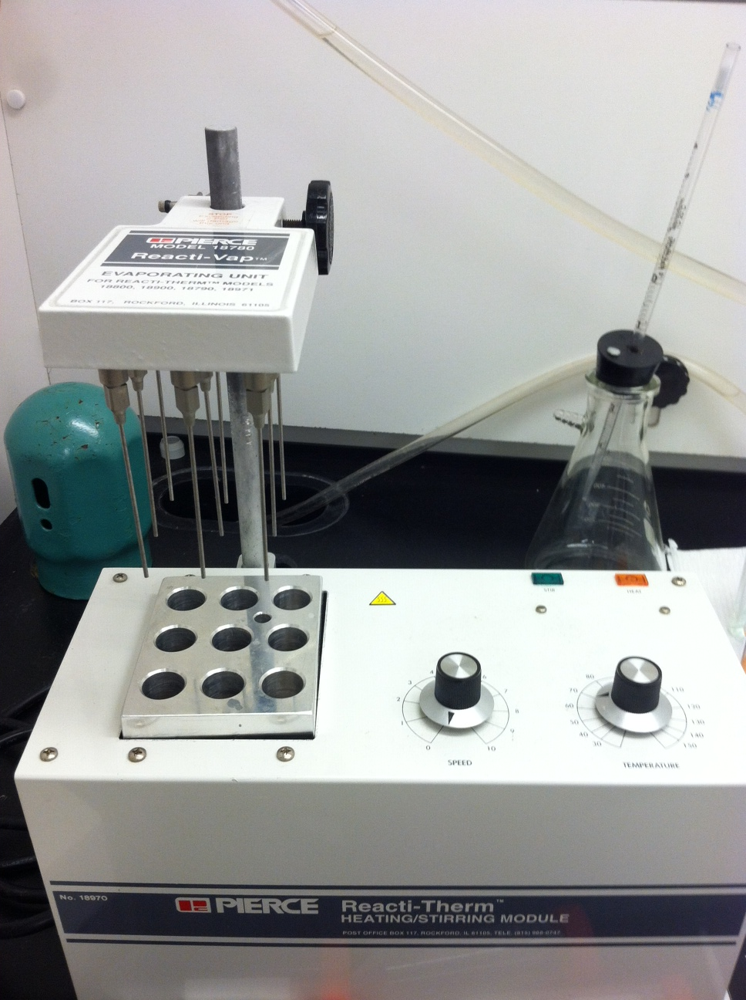 STOP
PIERCE
MODEL 18780
Reacti-Vap™
EVAPORATING UNIT
FOR REACTI-THERM™ MODELS
18800, 18900, 18790, 18971
BOX 117, ROCKFORD, ILLINOIS 61105
STIR
HEAT
0
1
2
3
4
6
7
8
9
10
SPEED
30
40
50
60
70
80
110
120
130
140
150
TEMPERATURE
No. 18970
PIERCE
Reacti-Therm™
HEATING/STIRRING MODULE
POST OFFICE BOX 117, ROCKFORD, IL 61105, TELE. (815) 968-0747